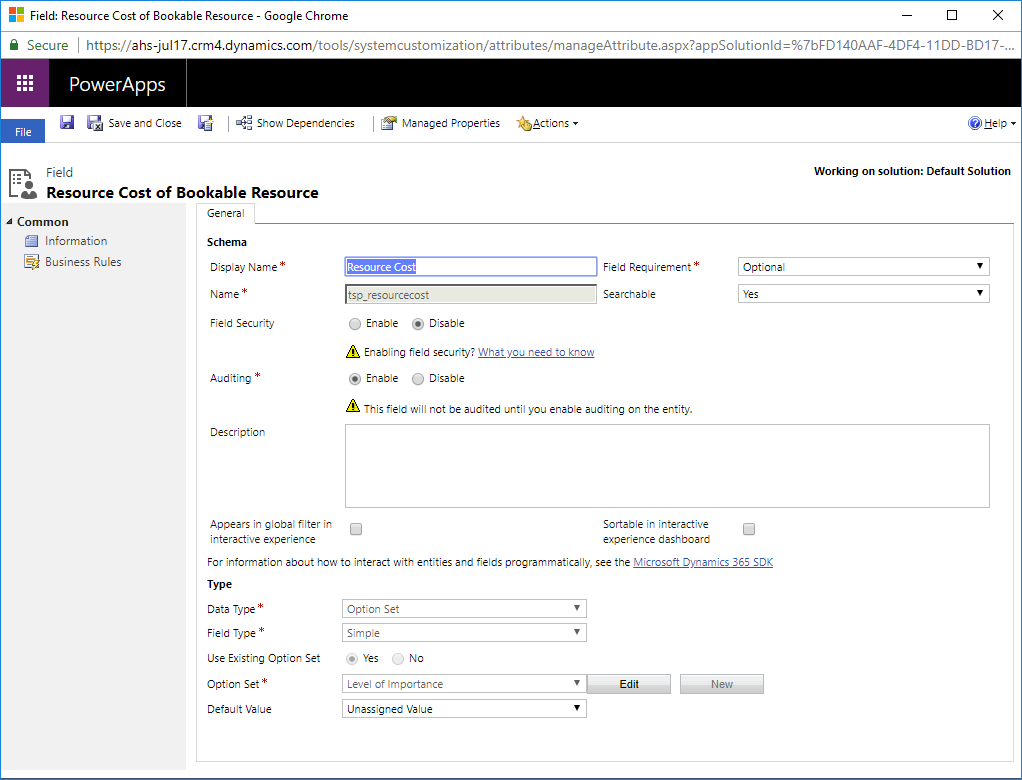 Field: Resource Cost of Bookable Resource - Google Chrome
Secure https://ahs-jul17.crm4.dynamics.com/tools/systemcustomization/attributes/manageAttribute.aspx?appSolutionId=%7bFD140AAF-4DF4-11DD-BD17-...
PowerApps
File Save and Close Show Dependencies Managed Properties Actions Help
Field
Working on solution: Default Solution
Resource Cost of Bookable Resource
Common
Information
Business Rules
General
Schema
Display Name* Resource Cost Field Requirement* Optional
Name* tsp_resourcecost Searchable Yes
Field Security Enable Disable
Enabling field security? What you need to know
Auditing * Enable Disable
This field will not be audited until you enable auditing on the entity.
Description
Appears in global filter in
interactive experience
Sortable in interactive
experience dashboard
For information about how to interact with entities and fields programmatically, see the Microsoft Dynamics 365 SDK
Type
Data Type* Option Set
Field Type* Simple
Use Existing Option Set Yes No
Option Set* Level of Importance Edit New
Default Value Unassigned Value